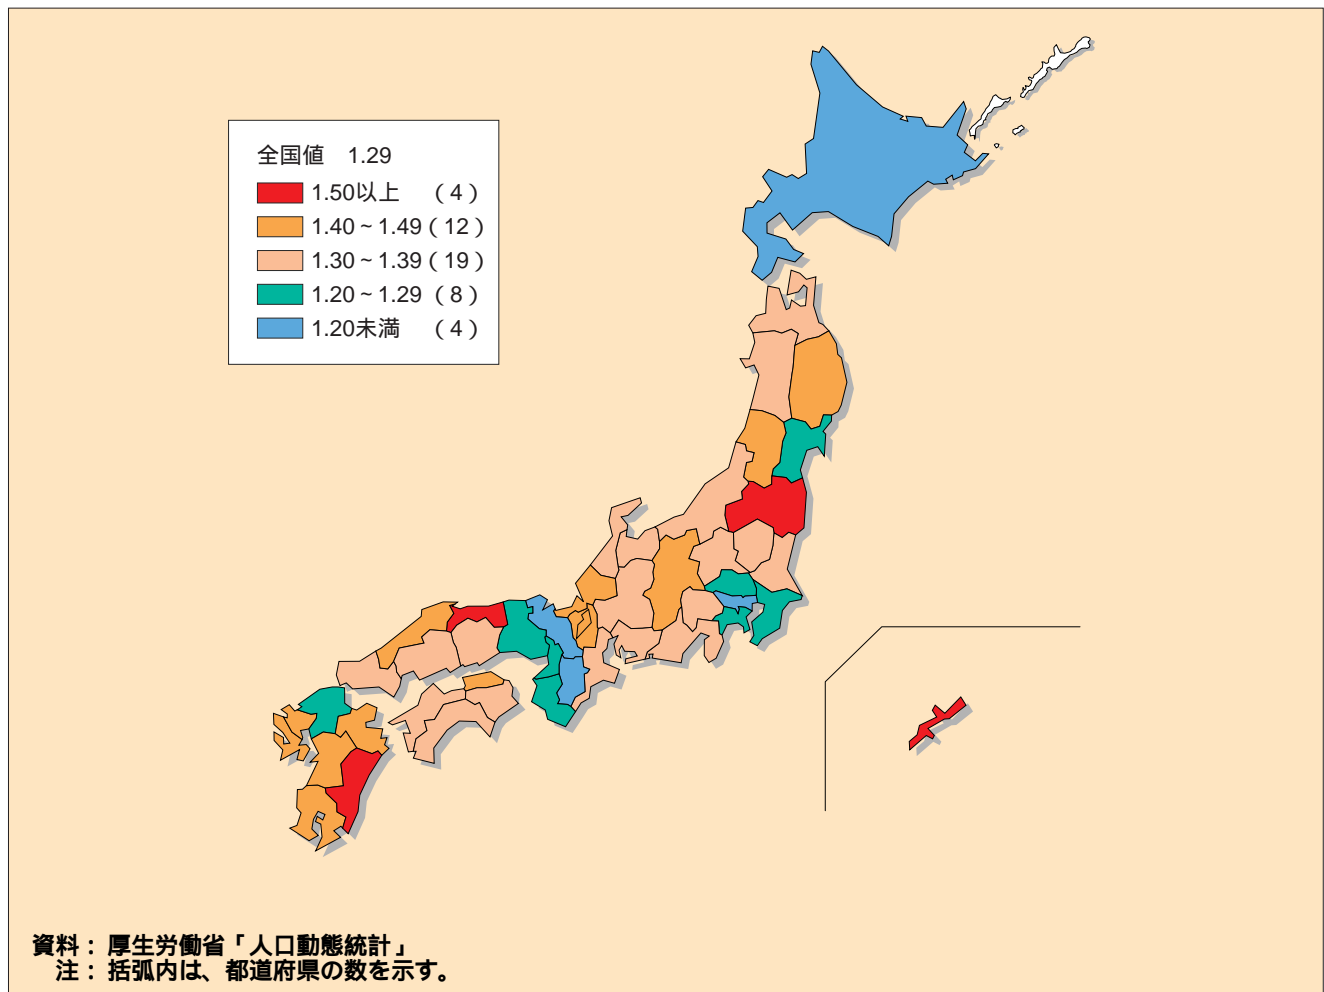 全国値　1.29
1.50以上　（4）
1.40～1.49（12）
1.30～1.39（19）
1.20～1.29（8）
1.20未満　（4）
資料：厚生労働省「人口動態統計」
注：括弧内は、都道府県の数を示す。